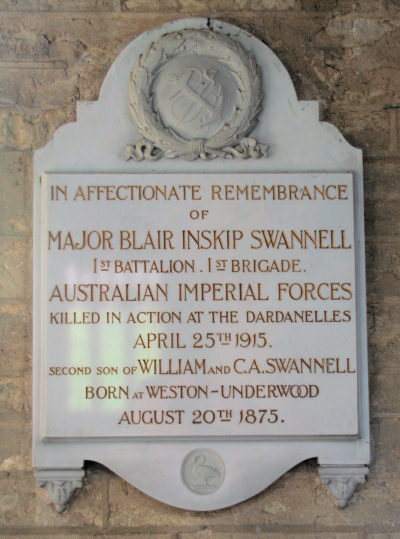 IN AFFECTIONATE REMEMBRANCE
OF
MAJOR BLAIR INSKIP SWANNELL
1ST BATTALION . 1ST BRIGADE.
AUSTRALIAN IMPERIAL FORCES
KILLED IN ACTION AT THE DARDANELLES
APRIL 25TH 1915.
SECOND SON OF WILLIAM AND C.A. SWANNELL
BORN AT WESTON-UNDERWOOD
AUGUST 20TH 1875.